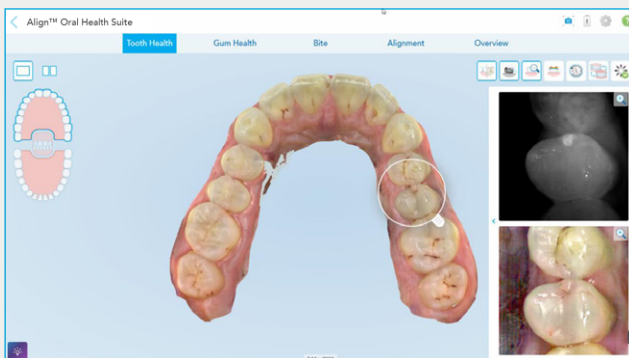 Align™ Oral Health Suite
Tooth Health
Gum Health
Bite
Alignment
Overview